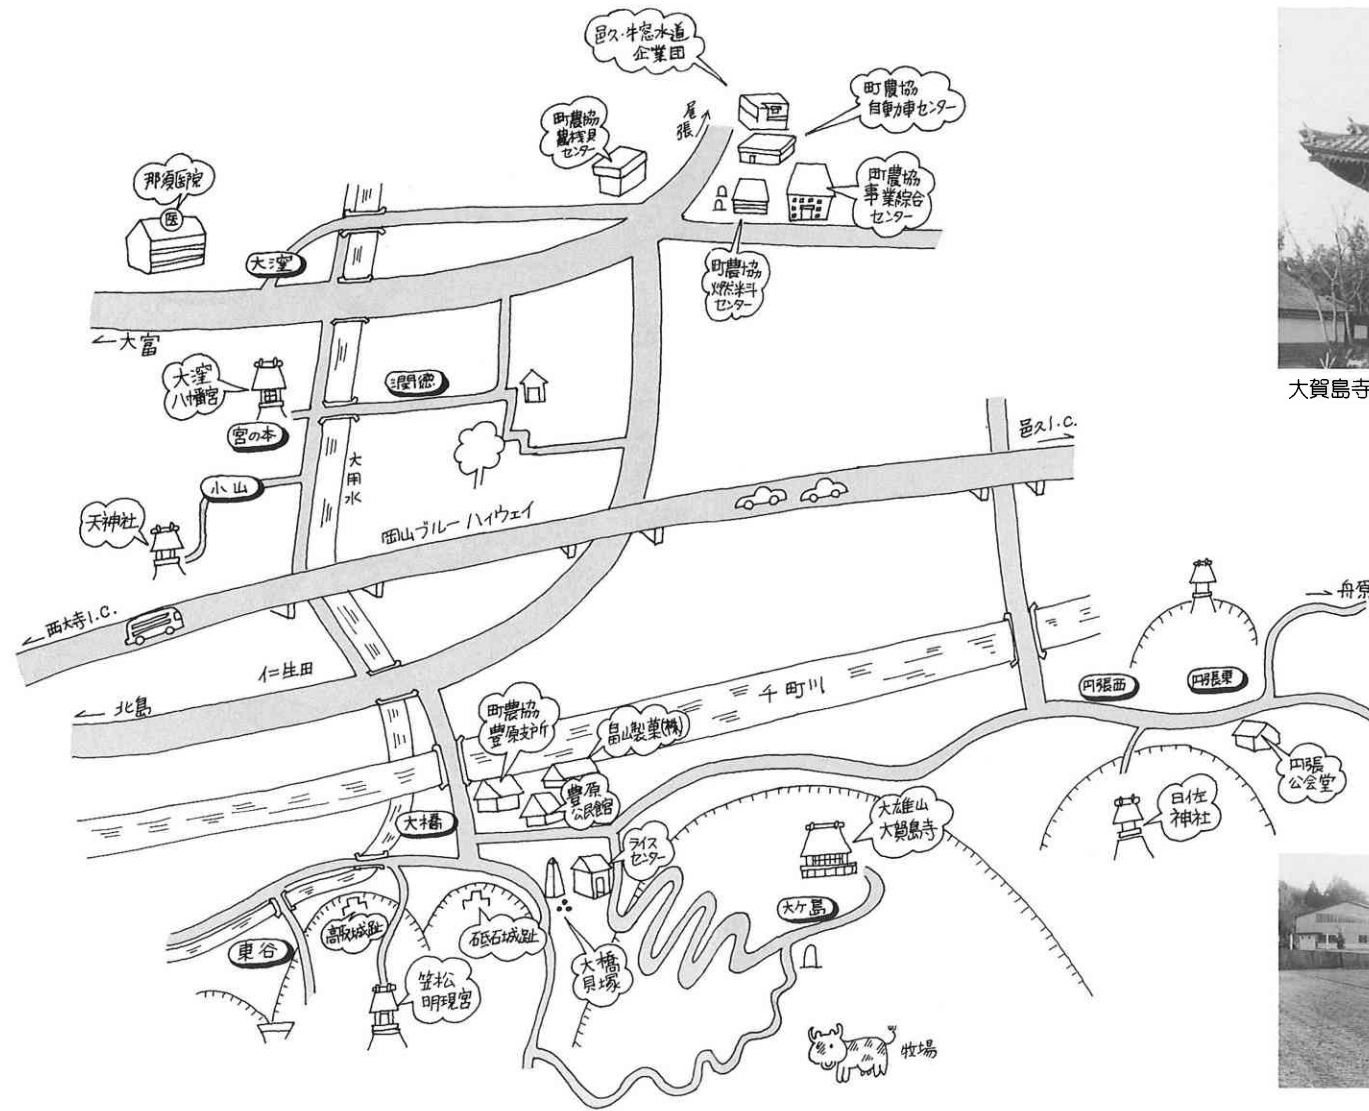 邑久・牛窓水道
企業団
尾張
町農協
自動車センター
町農協
農機具
センター
町農協
事業綜合
センター
町農協
燃料
センター
那須医院
医
大窪
←大富
大窪
八幡宮
潤徳
宮の本
大用水
小山
天神社
岡山ブルーハイウェイ
邑久I.C.
大賀島寺
←西大寺I.C.
仁生田
←北島
千町川
→舟原
円張西
円張東
円張
公会堂
日佐
神社
町農協
豊原支所
畠山製菓(株)
豊原
公民館
大橋
ライス
センター
大雄山
大賀島寺
大ケ島
東谷
高取城趾
砥石城趾
笠松
明現宮
大橋
貝塚
牧場